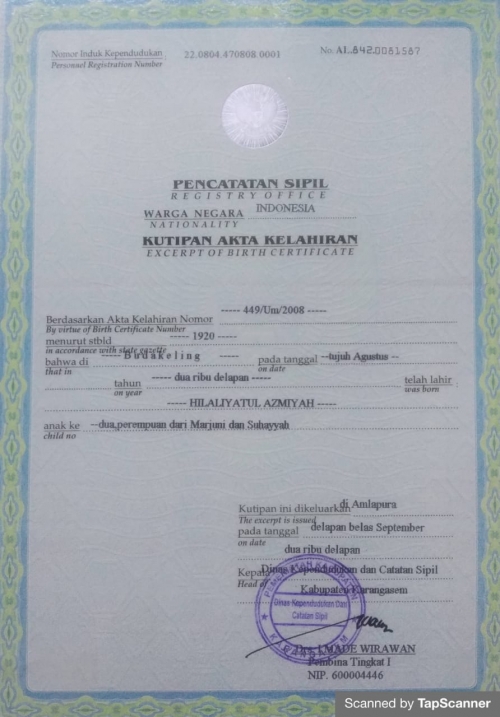 Nomor Induk Kependudukan 22.0804.470808.0001 No. AL.842.0081587
Personnel Registration Number
PENCATATAN SIPIL
REGISTRY OFFICE
WARGA NEGARA INDONESIA
NATIONALITY
KUTIPAN AKTA KELAHIRAN
EXCERPT OF BIRTH CERTIFICATE
Berdasarkan Akta Kelahiran Nomor ----- 449/Um/2008 -----
By virtue of Birth Certificate Number
menurut stbld ----- 1920 -----
in accordance with state gazette
bahwa di ----- Budakeling ----- pada tanggal --tujuh Agustus --
that in on date
tahun ----- dua ribu delapan ----- telah lahir
on year was born
----- HILALIYATUL AZMIYAH -----
anak ke --dua,perempuan dari Marjuni dan Suhayyah
child no
Kutipan ini dikeluarkan di Amlapura
The excerpt is issued
pada tanggal delapan belas September
on date
dua ribu delapan
Kepala Dinas Kependudukan dan Catatan Sipil
Head of
Kabupaten Karangasem
Dinas Kependudukan Dan
Catatan Sipil
KARANGASEM
Drs. I MADE WIRAWAN
Pembina Tingkat I
NIP. 600004446
Scanned by TapScanner